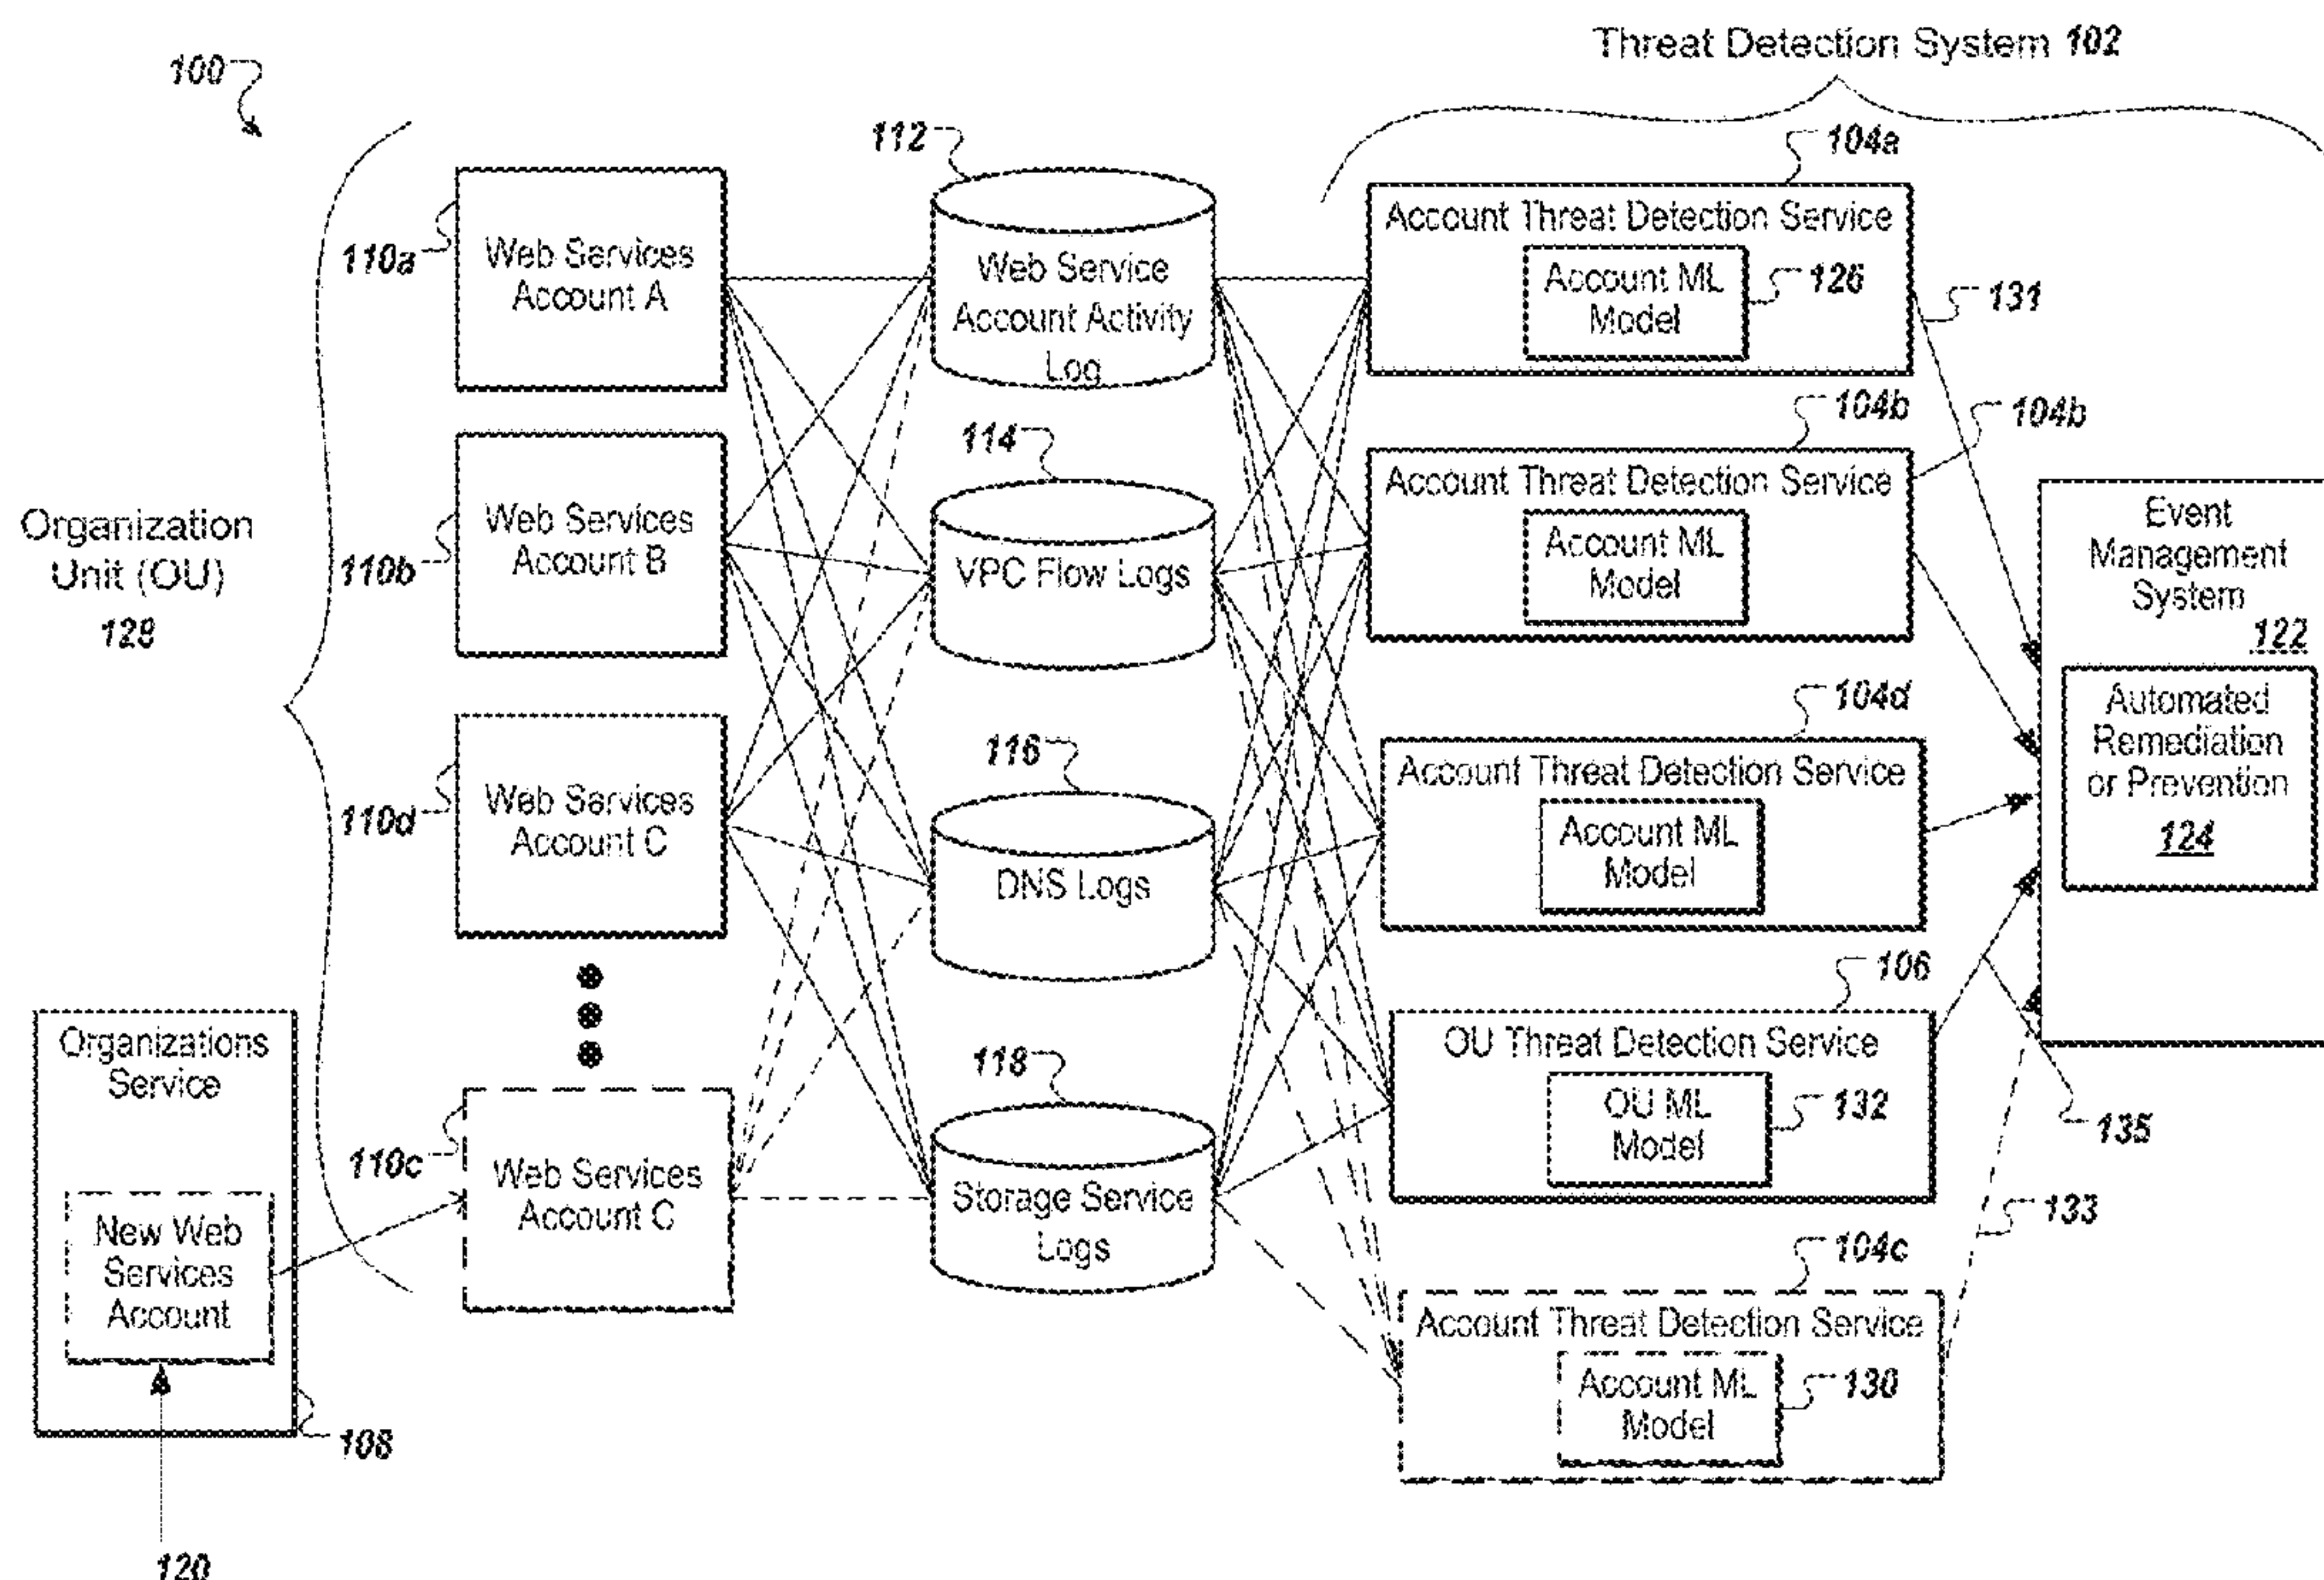 Threat Detection System 102
100
112
104a
110a
Web Services
Account A
Web Service
Account Activity
Log
Account Threat Detection Service
Account ML
Model
126
131
114
104b
104b
Organization
Unit (OU)
128
110b
Web Services
Account B
VPC Flow Logs
Account Threat Detection Service
Account ML
Model
Event
Management
System
122
Automated
Remediation
or Prevention
124
116
104d
110d
Web Services
Account C
DNS Logs
Account Threat Detection Service
Account ML
Model
106
Organizations
Service
118
OU Threat Detection Service
OU ML
Model
132
135
110c
Web Services
Account C
Storage Service
Logs
133
New Web
Services
Account
104c
Account Threat Detection Service
Account ML
Model
130
108
120